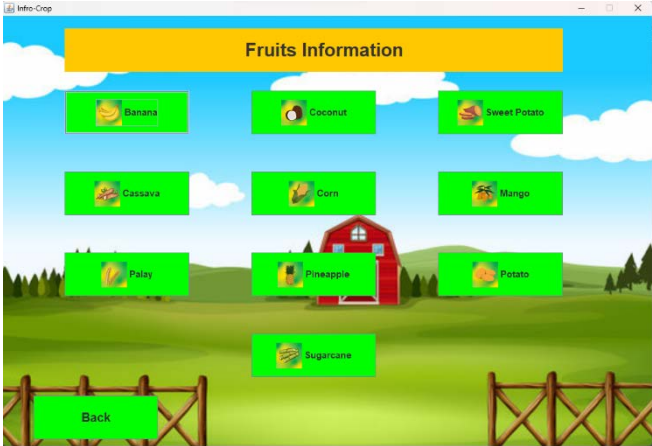 Infro-Crop
Fruits Information
Banana
Coconut
Sweet Potato
Cassava
Corn
Mango
Palay
Pineapple
Potato
Sugarcane
Back